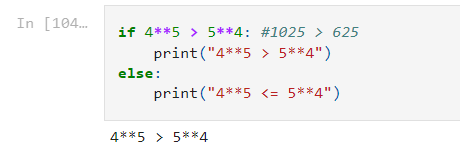 In [104…
if 4**5 > 5**4: #1025 > 625
    print("4**5 > 5**4")
else:
    print("4**5 <= 5**4")
4**5 > 5**4